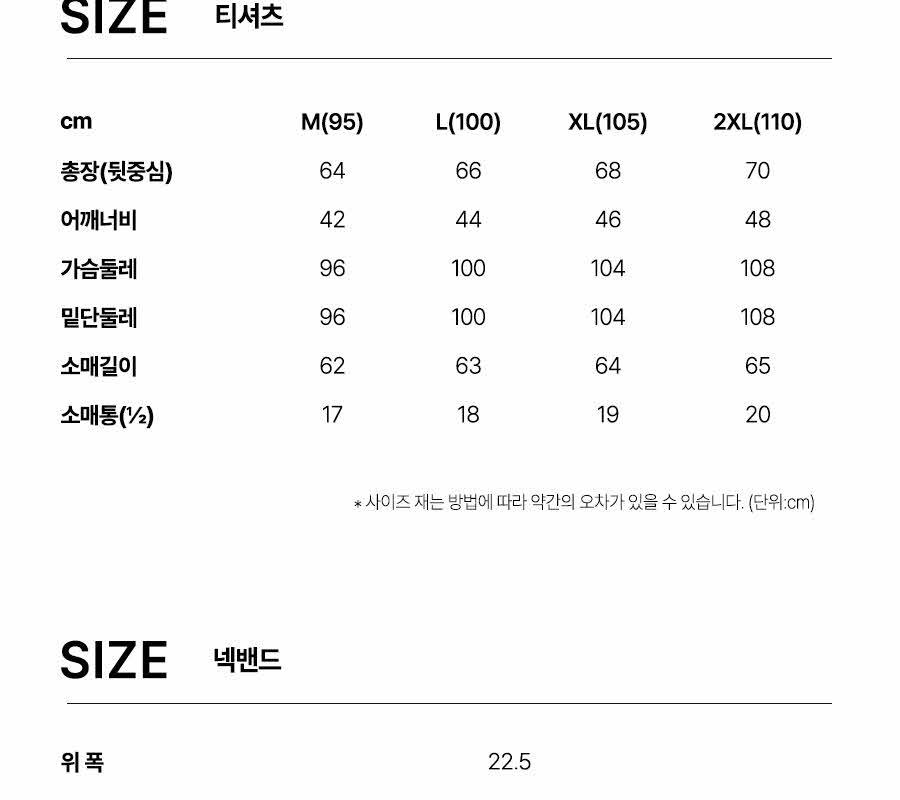 SIZE 티셔츠
cm M(95) L(100) XL(105) 2XL(110)
총장(뒷중심) 64 66 68 70
어깨너비 42 44 46 48
가슴둘레 96 100 104 108
밑단둘레 96 100 104 108
소매길이 62 63 64 65
소매통(½) 17 18 19 20
* 사이즈 재는 방법에 따라 약간의 오차가 있을 수 있습니다. (단위:cm)
SIZE 넥밴드
위 폭 22.5